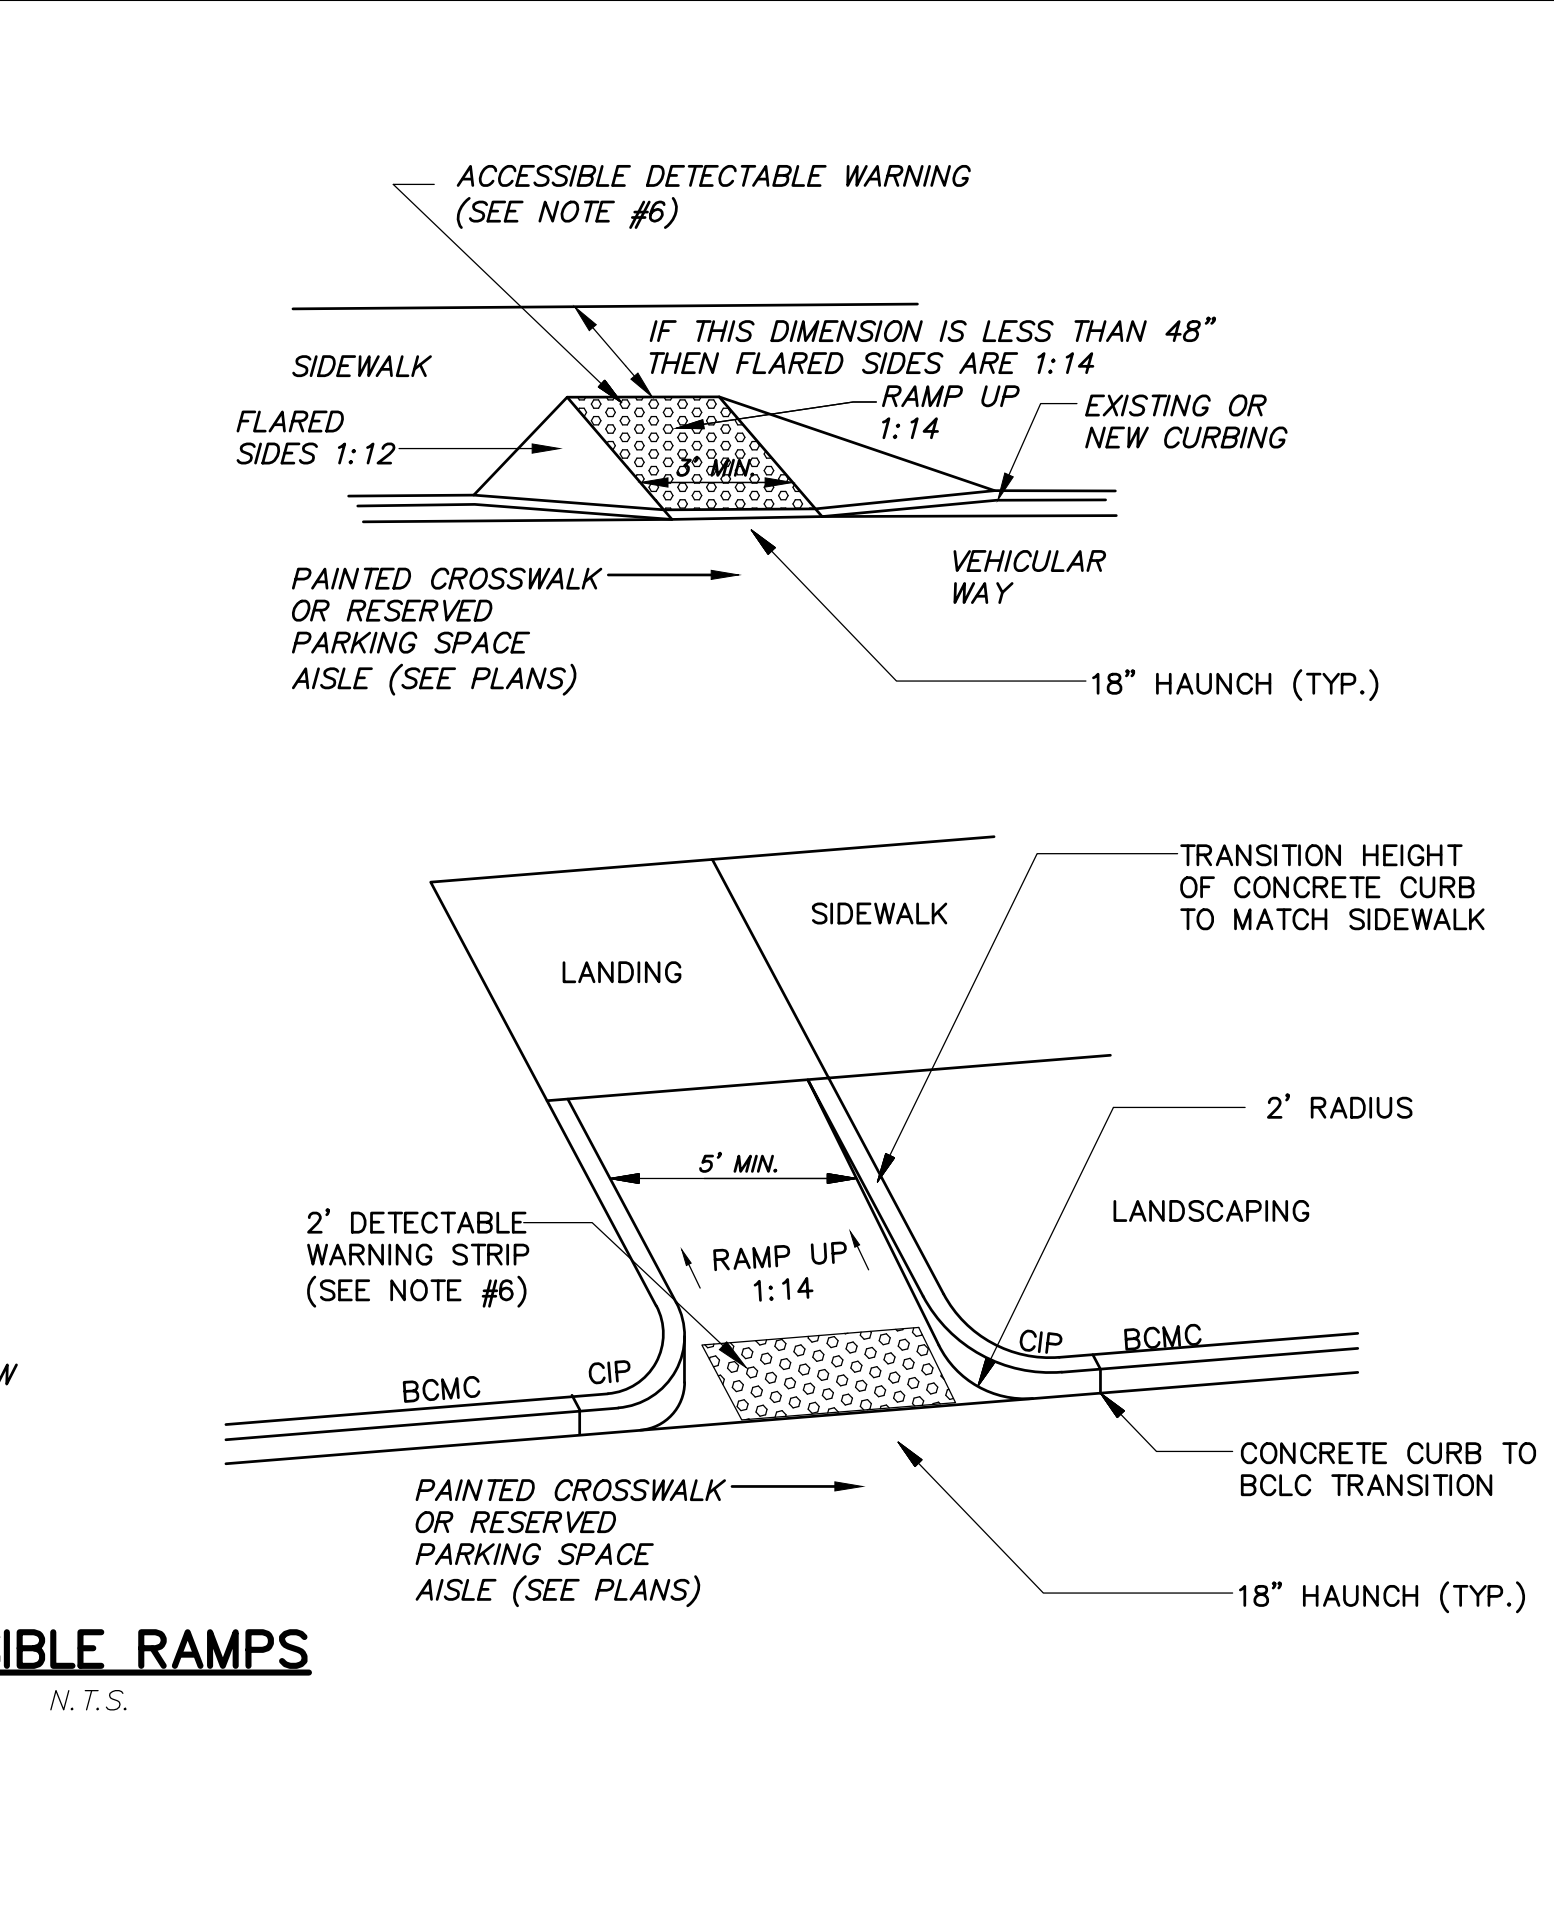 ACCESSIBLE DETECTABLE WARNING
(SEE NOTE #6)
IF THIS DIMENSION IS LESS THAN 48"
THEN FLARED SIDES ARE 1:14
SIDEWALK
RAMP UP
1:14
EXISTING OR
NEW CURBING
FLARED
SIDES 1:12
3' MIN.
VEHICULAR
WAY
PAINTED CROSSWALK
OR RESERVED
PARKING SPACE
AISLE (SEE PLANS)
18" HAUNCH (TYP.)
TRANSITION HEIGHT
OF CONCRETE CURB
TO MATCH SIDEWALK
SIDEWALK
LANDING
2' RADIUS
5' MIN.
LANDSCAPING
2' DETECTABLE
WARNING STRIP
(SEE NOTE #6)
RAMP UP
1:14
CIP
BCMC
CIP
BCMC
W
CONCRETE CURB TO
BCLC TRANSITION
PAINTED CROSSWALK
OR RESERVED
PARKING SPACE
AISLE (SEE PLANS)
18" HAUNCH (TYP.)
IBLE RAMPS
N.T.S.